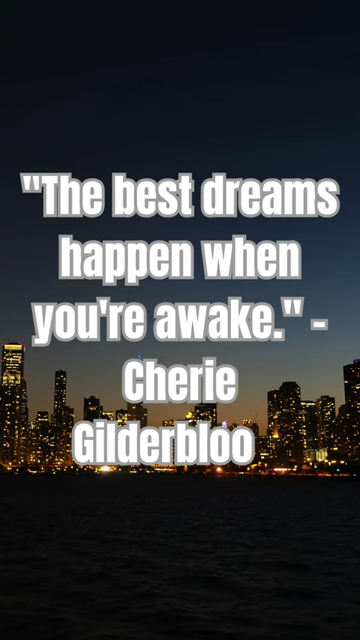 "The best dreams
happen when
you're awake." -
Cherie
Gilderbloo